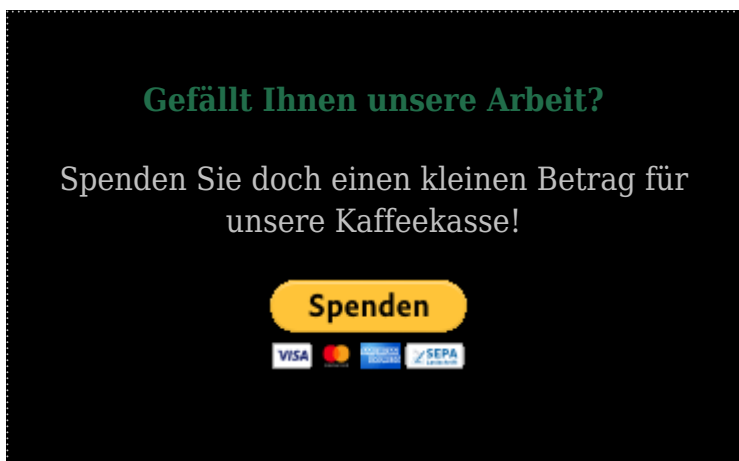 Gefällt Ihnen unsere Arbeit?
Spenden Sie doch einen kleinen Betrag für
unsere Kaffeekasse!
Spenden
VISA SEPA